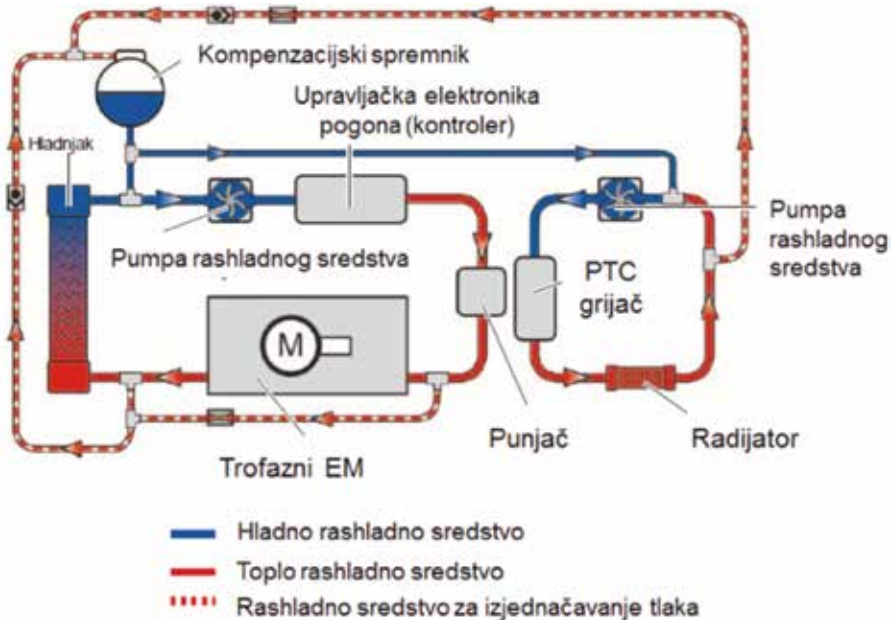 Kompenzacijski spremnik
Upravljačka elektronika
pogona (kontroler)
Hladnjak
Pumpa rashladnog sredstva
Pumpa
rashladnog
sredstva
PTC
grijač
M
Punjač
Radijator
Trofazni EM
Hladno rashladno sredstvo
Toplo rashladno sredstvo
Rashladno sredstvo za izjednačavanje tlaka